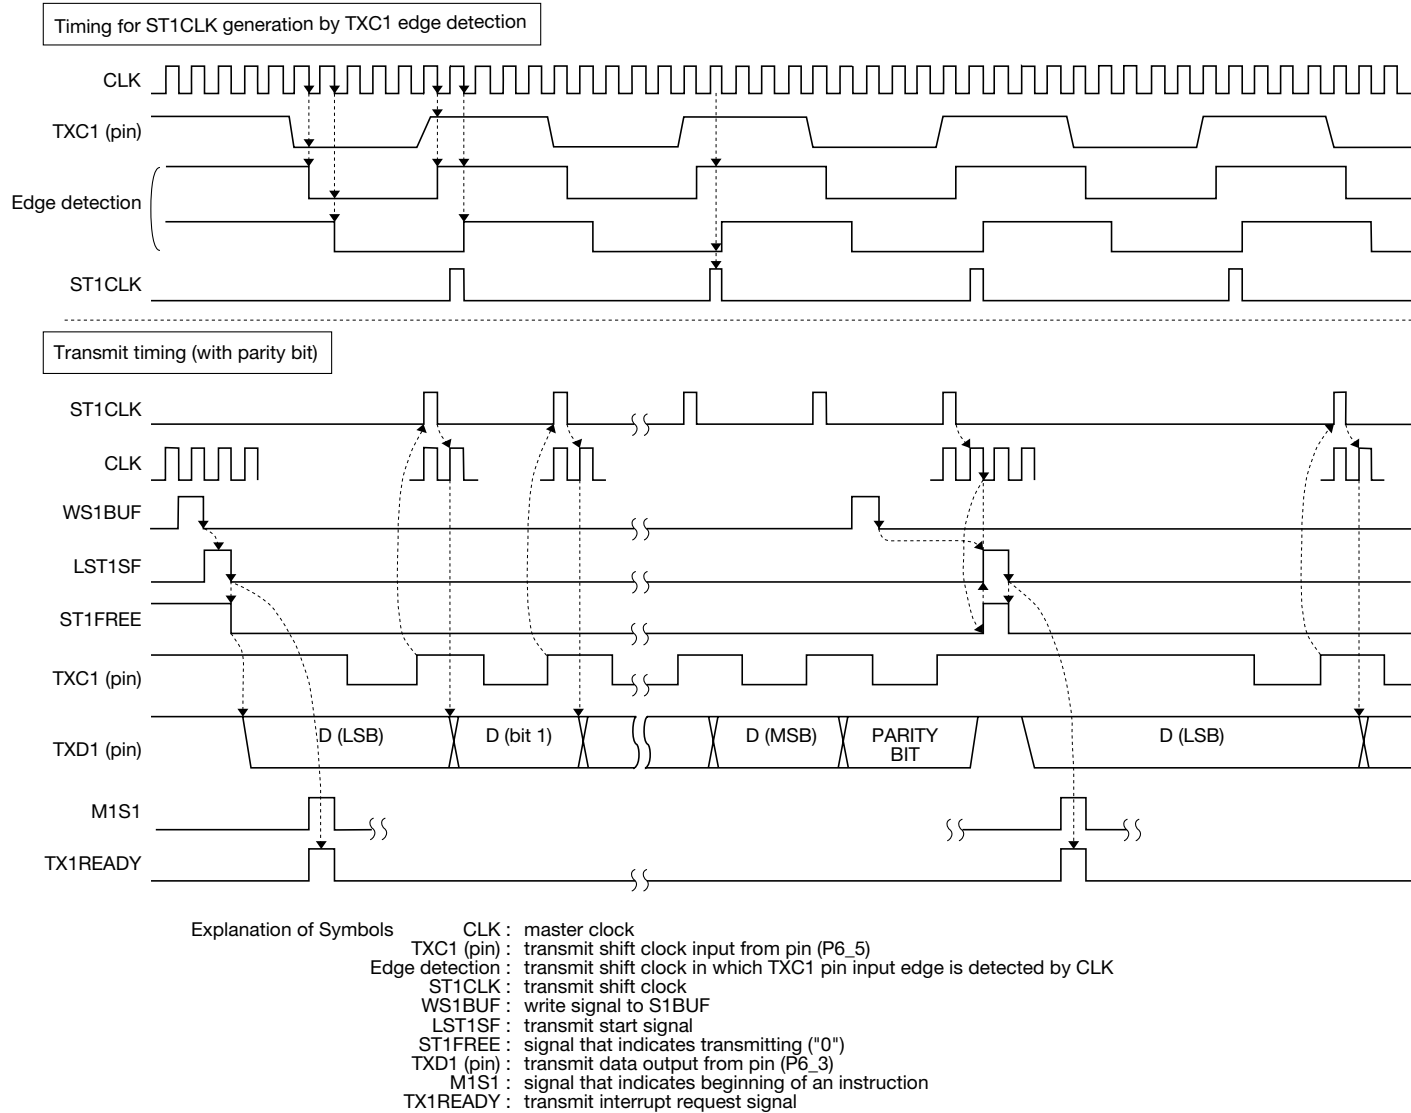 Timing for ST1CLK generation by TXC1 edge detection
CLK
TXC1 (pin)
Edge detection
ST1CLK
Transmit timing (with parity bit)
ST1CLK
CLK
WS1BUF
LST1SF
ST1FREE
TXC1 (pin)
TXD1 (pin)
D (LSB)
D (bit 1)
D (MSB)
PARITY
BIT
D (LSB)
M1S1
TX1READY
Explanation of Symbols CLK : master clock
TXC1 (pin) : transmit shift clock input from pin (P6_5)
Edge detection : transmit shift clock in which TXC1 pin input edge is detected by CLK
ST1CLK : transmit shift clock
WS1BUF : write signal to S1BUF
LST1SF : transmit start signal
ST1FREE : signal that indicates transmitting ("0")
TXD1 (pin) : transmit data output from pin (P6_3)
M1S1 : signal that indicates beginning of an instruction
TX1READY : transmit interrupt request signal